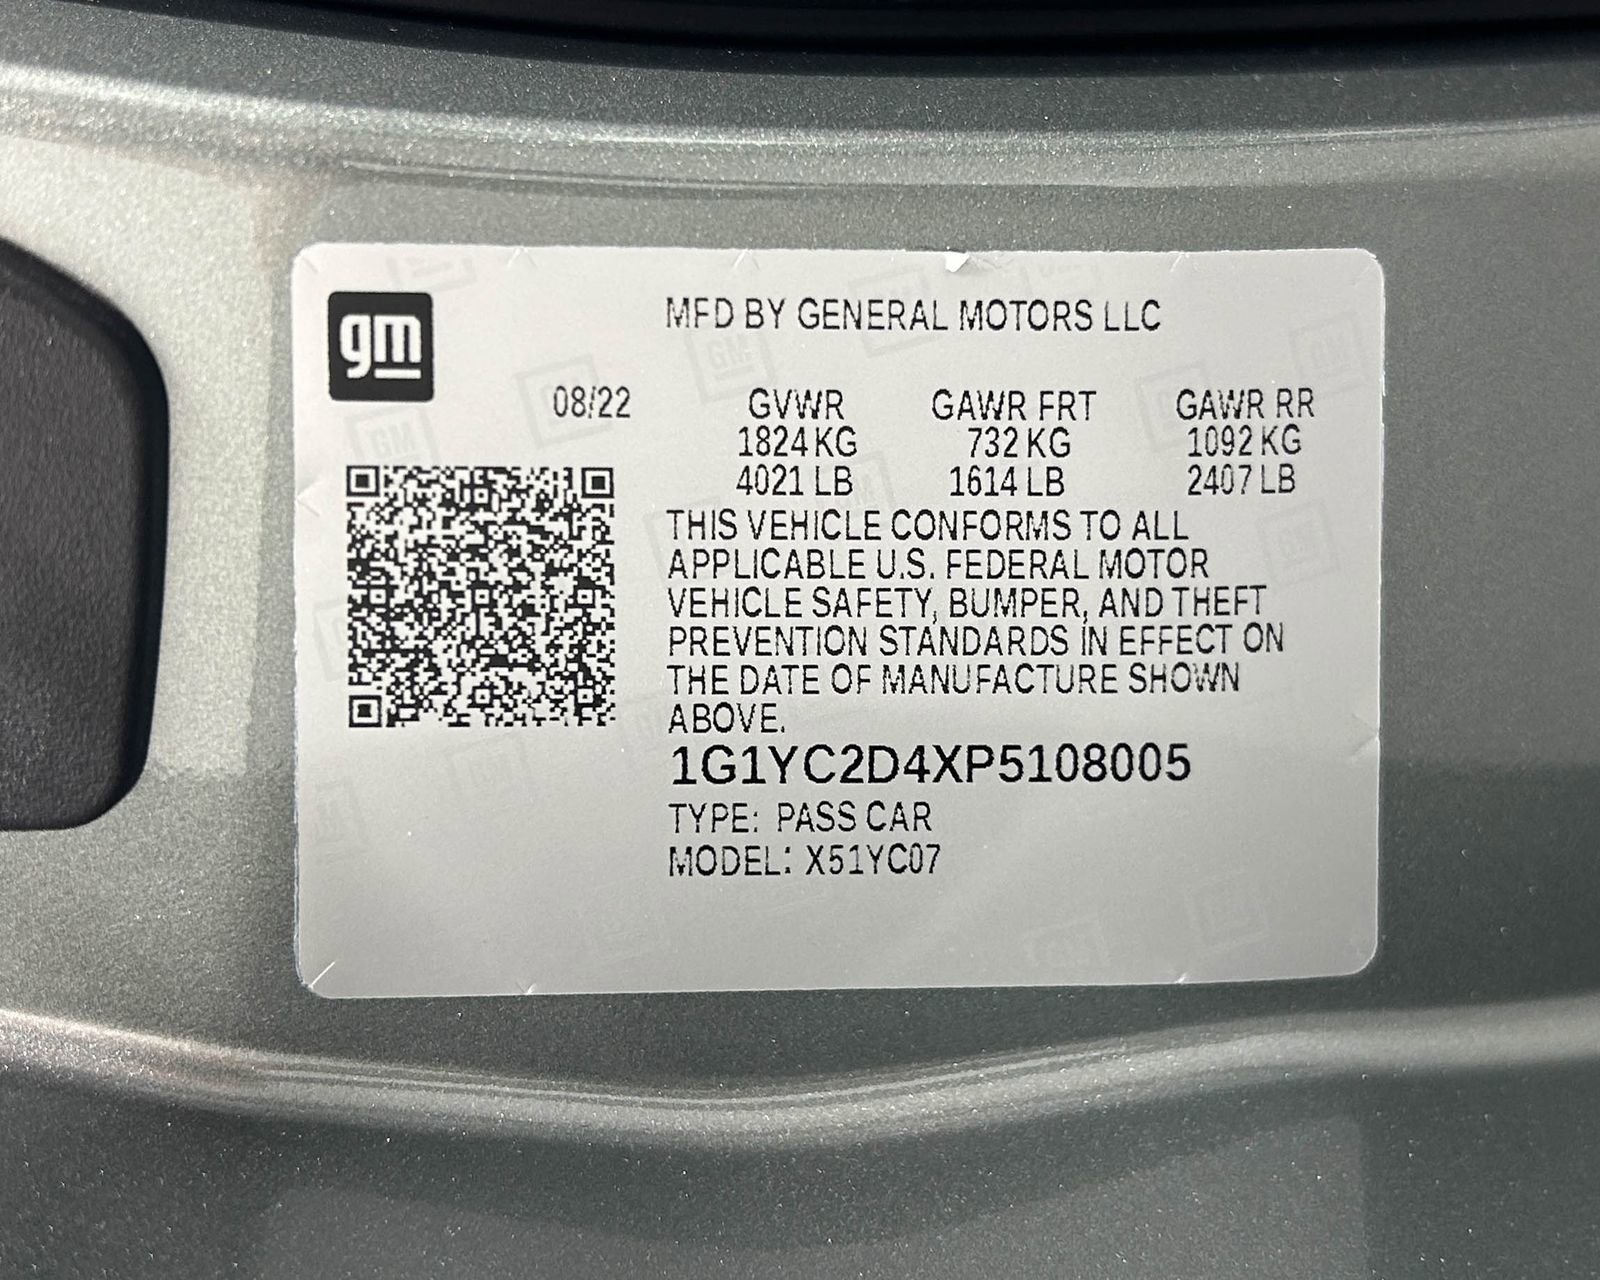 gm
MFD BY GENERAL MOTORS LLC
08/22 GVWR GAWR FRT GAWR RR
1824 KG 732 KG 1092 KG
4021 LB 1614 LB 2407 LB
THIS VEHICLE CONFORMS TO ALL
APPLICABLE U.S. FEDERAL MOTOR
VEHICLE SAFETY, BUMPER, AND THEFT
PREVENTION STANDARDS IN EFFECT ON
THE DATE OF MANUFACTURE SHOWN
ABOVE.
1G1YC2D4XP5108005
TYPE: PASS CAR
MODEL: X51YC07